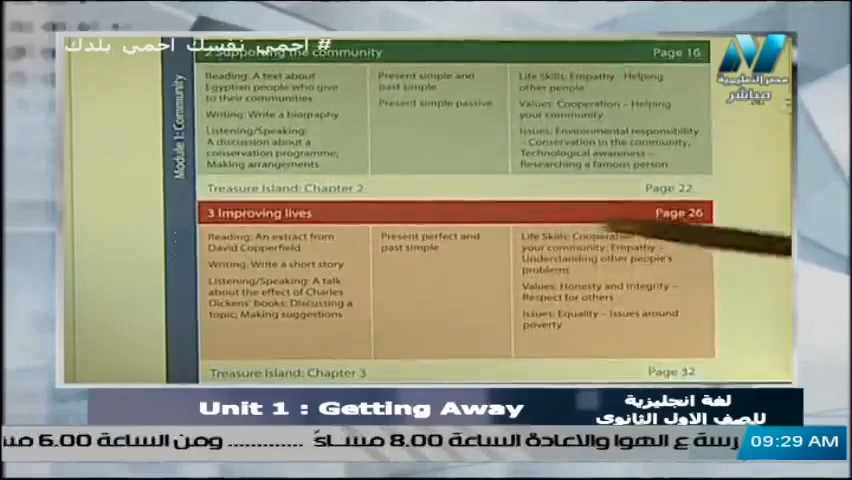 # احمي نفسك احمي بلدك
مصر التعليمية
مباشر
Module 1: Community
2 Supporting the community Page 16
Reading: A text about
Egyptian people who give
to their communities
Writing: Write a biography
Listening/Speaking:
A discussion about a
conservation programme;
Making arrangements
Present simple and
past simple
Present simple passive
Life Skills: Empathy – Helping
other people
Values: Cooperation – Helping
your community
Issues: Environmental responsibility
– Conservation in the community,
Technological awareness –
Researching a famous person
Treasure Island: Chapter 2 Page 22
3 Improving lives Page 26
Reading: An extract from
David Copperfield
Writing: Write a short story
Listening/Speaking: A talk
about the effect of Charles
Dickens' books; Discussing a
topic; Making suggestions
Present perfect and
past simple
Life Skills: Cooperation
your community; Empathy –
Understanding other people's
problems
Values: Honesty and Integrity –
Respect for others
Issues: Equality – Issues around
poverty
Treasure Island: Chapter 3 Page 32
Unit 1 : Getting Away
لغة انجليزية
للصف الاول الثانوى
رسة ع الهوا والاعادة الساعة 8.00 مساءً ............ ومن الساعة 6.00
09:29 AM